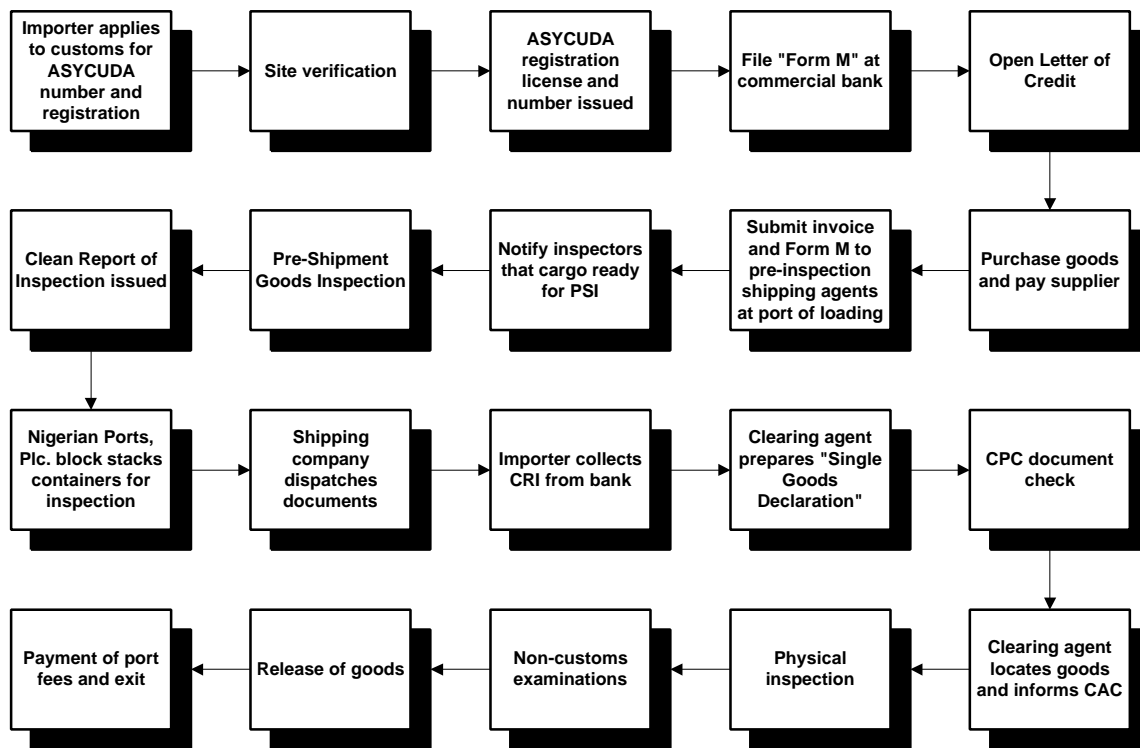 Importer applies
to customs for
ASYCUDA
number and
registration
Site verification
ASYCUDA
registration
license and
number issued
File "Form M" at
commercial bank
Open Letter of
Credit
Purchase goods
and pay supplier
Submit invoice
and Form M to
pre-inspection
shipping agents
at port of loading
Notify inspectors
that cargo ready
for PSI
Pre-Shipment
Goods Inspection
Clean Report of
Inspection issued
Nigerian Ports,
Plc. block stacks
containers for
inspection
Shipping
company
dispatches
documents
Importer collects
CRI from bank
Clearing agent
prepares "Single
Goods
Declaration"
CPC document
check
Clearing agent
locates goods
and informs CAC
Physical
inspection
Non-customs
examinations
Release of goods
Payment of port
fees and exit